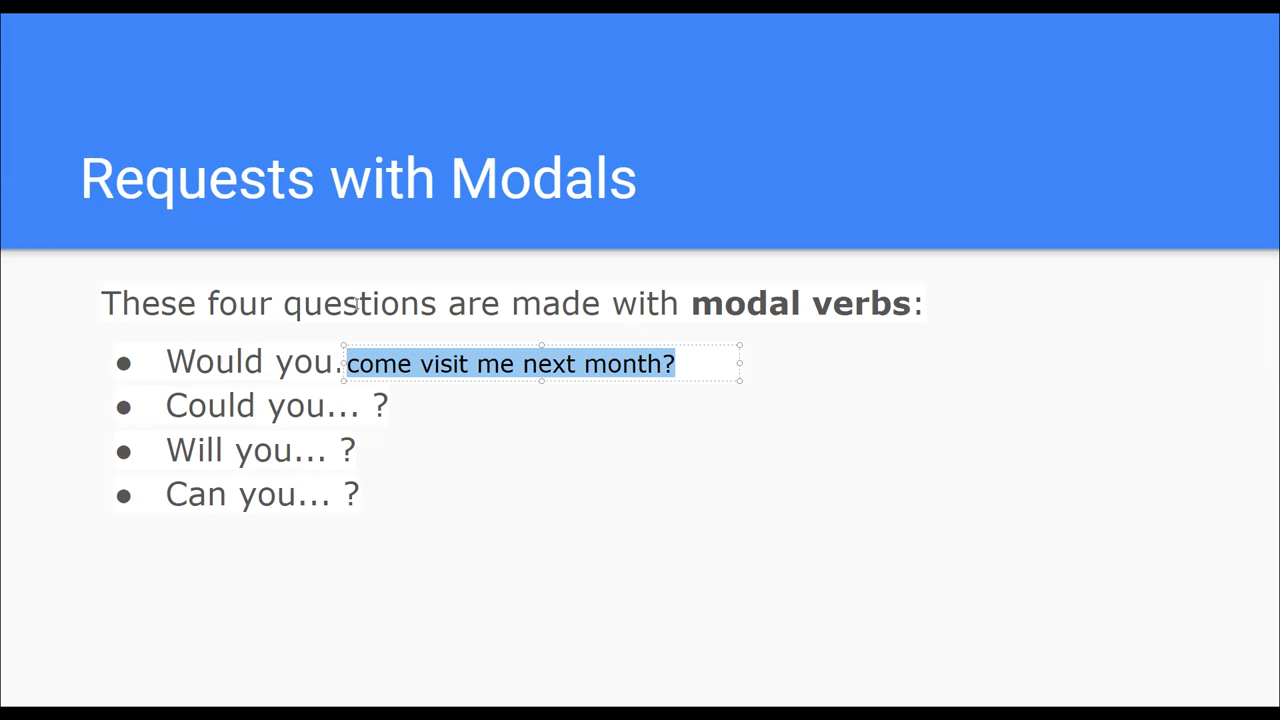 Requests with Modals
These four questions are made with modal verbs:
● Would you.come visit me next month?
● Could you... ?
● Will you... ?
● Can you... ?